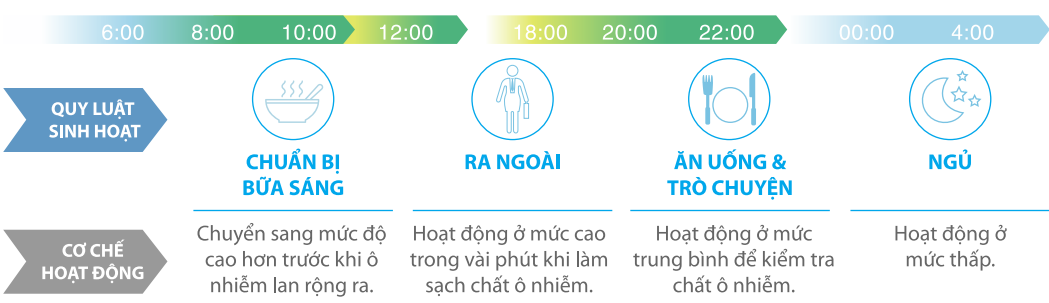 6:00 8:00 10:00 12:00 18:00 20:00 22:00 00:00 4:00
QUY LUẬT
SINH HOẠT
CHUẨN BỊ
BỮA SÁNG
RA NGOÀI
ĂN UỐNG &
TRÒ CHUYỆN
NGỦ
CƠ CHẾ
HOẠT ĐỘNG
Chuyển sang mức độ
cao hơn trước khi ô
nhiễm lan rộng ra.
Hoạt động ở mức cao
trong vài phút khi làm
sạch chất ô nhiễm.
Hoạt động ở mức
trung bình để kiểm tra
chất ô nhiễm.
Hoạt động ở
mức thấp.